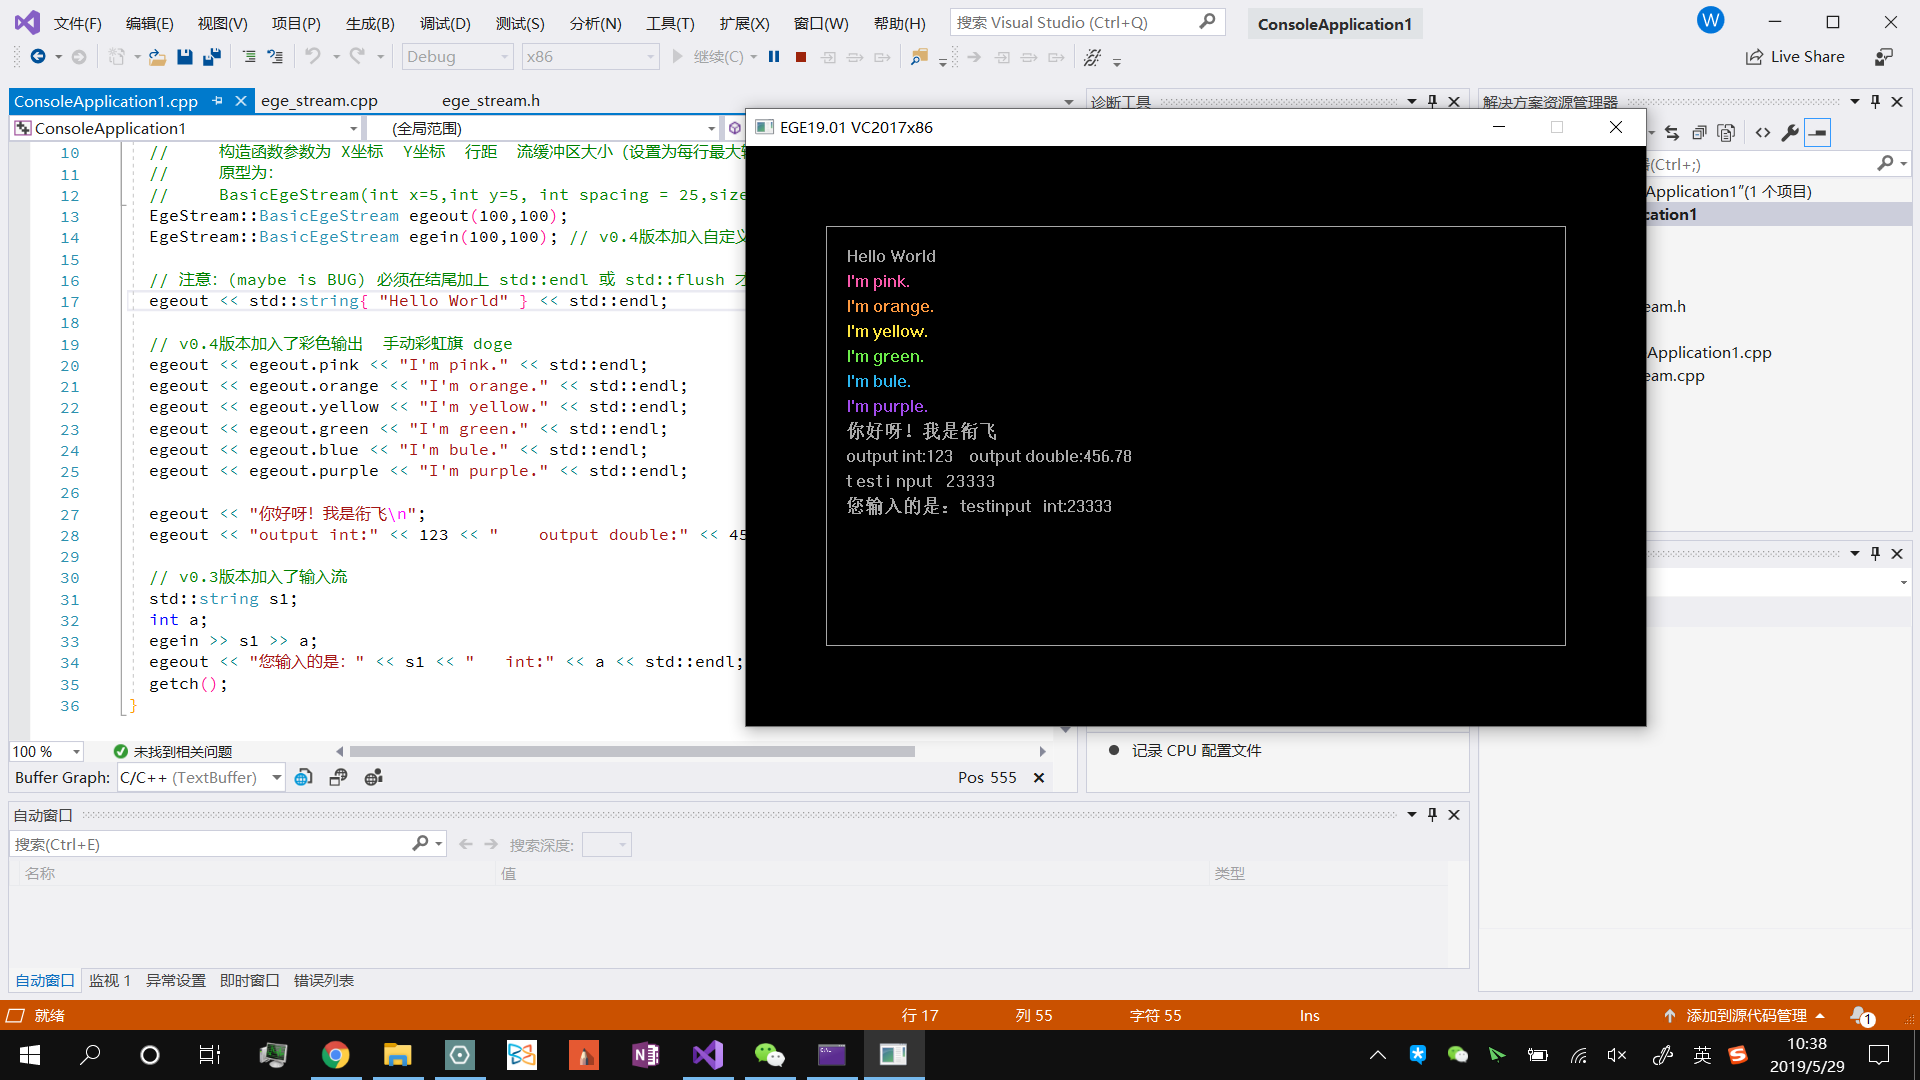 文件(F) 编辑(E) 视图(V) 项目(P) 生成(B) 调试(D) 测试(S) 分析(N) 工具(T) 扩展(X) 窗口(W) 帮助(H) 搜索 Visual Studio (Ctrl+Q) ConsoleApplication1 W
Debug x86 继续(C) Live Share
ConsoleApplication1.cpp ege_stream.cpp ege_stream.h 诊断工具 解决方案资源管理器
ConsoleApplication1 (全局范围)
10 // 构造函数参数为 X坐标 Y坐标 行距 流缓冲区大小 (设置为每行最大
11 // 原型为:
12 // BasicEgeStream(int x=5,int y=5, int spacing = 25,size
13 EgeStream::BasicEgeStream egeout(100,100);
14 EgeStream::BasicEgeStream egein(100,100); // v0.4版本加入自定义
15
16 // 注意: (maybe is BUG) 必须在结尾加上 std::endl 或 std::flush
17 egeout << std::string{ "Hello World" } << std::endl;
18
19 // v0.4版本加入了彩色输出 手动彩虹旗 doge
20 egeout << egeout.pink << "I'm pink." << std::endl;
21 egeout << egeout.orange << "I'm orange." << std::endl;
22 egeout << egeout.yellow << "I'm yellow." << std::endl;
23 egeout << egeout.green << "I'm green." << std::endl;
24 egeout << egeout.blue << "I'm bule." << std::endl;
25 egeout << egeout.purple << "I'm purple." << std::endl;
26
27 egeout << "你好呀！我是衔飞\n";
28 egeout << "output int:" << 123 << "    output double:" << 45
29
30 // v0.3版本加入了输入流
31 std::string s1;
32 int a;
33 egein >> s1 >> a;
34 egeout << "您输入的是：" << s1 << "   int:" << a << std::endl;
35 getch();
36 }
EGE19.01 VC2017x86
Hello World
I'm pink.
I'm orange.
I'm yellow.
I'm green.
I'm bule.
I'm purple.
你好呀！我是衔飞
output int:123    output double:456.78
testinput 23333
您输入的是：testinput   int:23333
(Ctrl+;)
Application1"(1 个项目)
cation1
eam.h
Application1.cpp
eam.cpp
100 % 未找到相关问题
Buffer Graph: C/C++ (TextBuffer) Pos 555
记录 CPU 配置文件
自动窗口
搜索(Ctrl+E) 搜索深度:
名称 值 类型
自动窗口 监视 1 异常设置 即时窗口 错误列表
就绪 行 17 列 55 字符 55 Ins 添加到源代码管理 1
英 10:38
2019/5/29